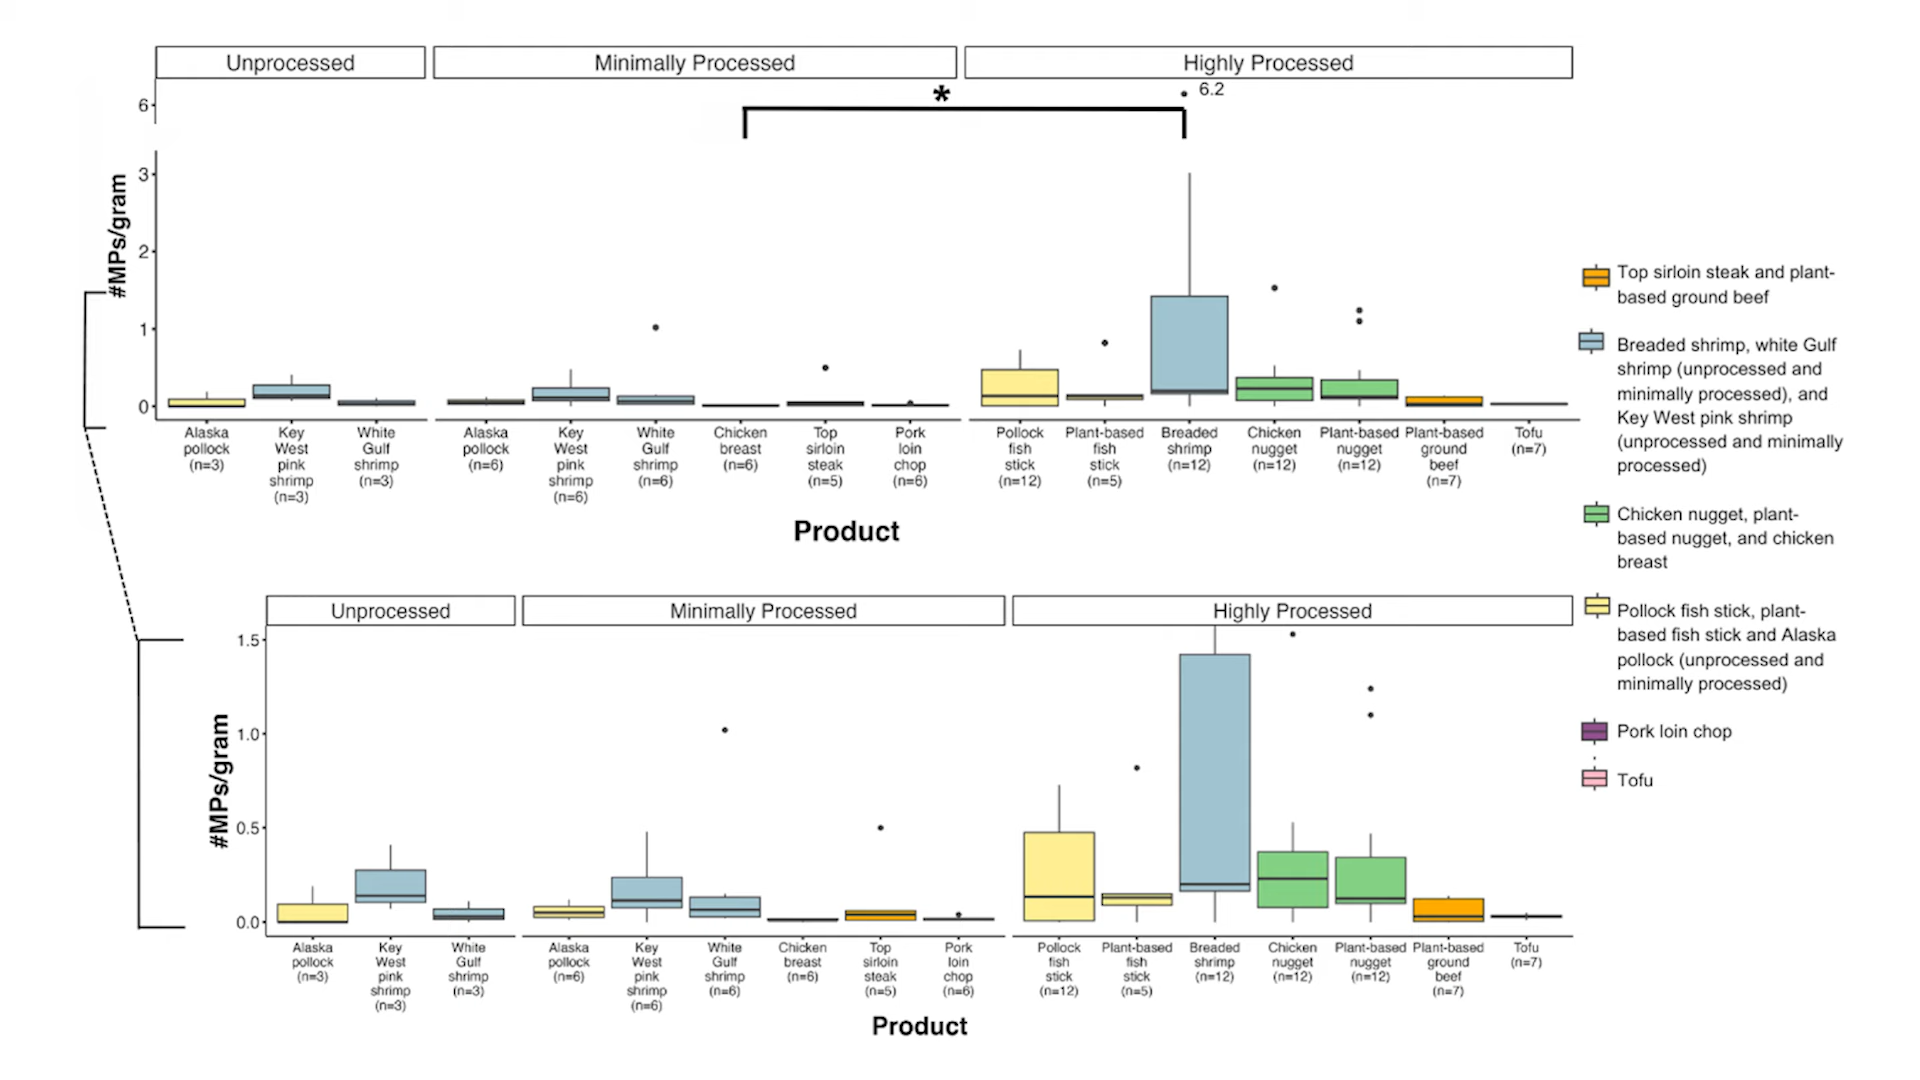 Unprocessed
Minimally Processed
Highly Processed
6
*
6.2
3
2
1
0
#MPs/gram
Alaska
pollock
(n=3)
Key
West
pink
shrimp
(n=3)
White
Gulf
shrimp
(n=3)
Alaska
pollock
(n=6)
Key
West
pink
shrimp
(n=6)
White
Gulf
shrimp
(n=6)
Chicken
breast
(n=6)
Top
sirloin
steak
(n=5)
Pork
loin
chop
(n=6)
Pollock
fish
stick
(n=12)
Plant-based
fish
stick
(n=5)
Breaded
shrimp
(n=12)
Chicken
nugget
(n=12)
Plant-based
nugget
(n=12)
Plant-based
ground
beef
(n=7)
Tofu
(n=7)
Product
Top sirloin steak and plant-
based ground beef
Breaded shrimp, white Gulf
shrimp (unprocessed and
minimally processed), and
Key West pink shrimp
(unprocessed and minimally
processed)
Chicken nugget, plant-
based nugget, and chicken
breast
Pollock fish stick, plant-
based fish stick and Alaska
pollock (unprocessed and
minimally processed)
Pork loin chop
Tofu
Unprocessed
Minimally Processed
Highly Processed
1.5
1.0
0.5
0.0
#MPs/gram
Alaska
pollock
(n=3)
Key
West
pink
shrimp
(n=3)
White
Gulf
shrimp
(n=3)
Alaska
pollock
(n=6)
Key
West
pink
shrimp
(n=6)
White
Gulf
shrimp
(n=6)
Chicken
breast
(n=6)
Top
sirloin
steak
(n=5)
Pork
loin
chop
(n=6)
Pollock
fish
stick
(n=12)
Plant-based
fish
stick
(n=5)
Breaded
shrimp
(n=12)
Chicken
nugget
(n=12)
Plant-based
nugget
(n=12)
Plant-based
ground
beef
(n=7)
Tofu
(n=7)
Product